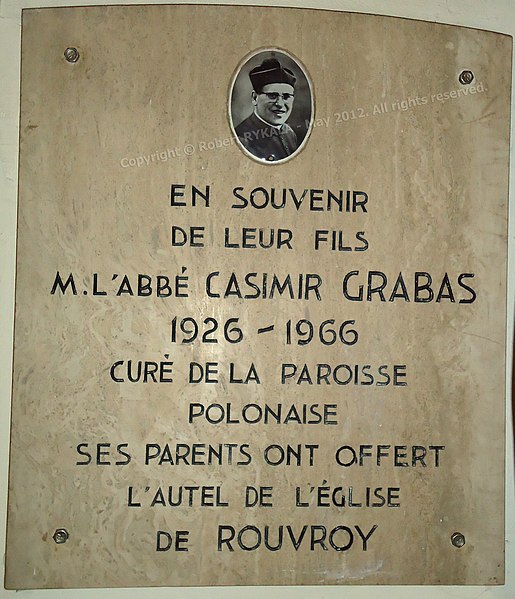 Copyright © Robert RYKALA - May 2012. All rights reserved.
EN SOUVENIR
DE LEUR FILS
M. L'ABBÉ CASIMIR GRABAS
1926 - 1966
CURÉ DE LA PAROISSE
POLONAISE
SES PARENTS ONT OFFERT
L'AUTEL DE L'ÉGLISE
DE ROUVROY